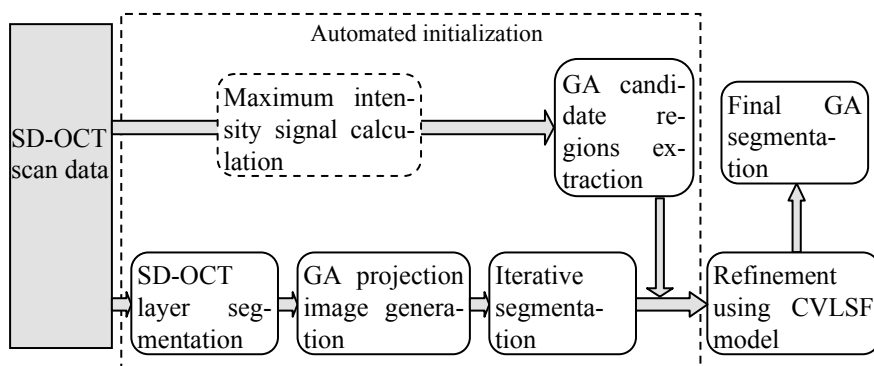 Automated initialization
SD-OCT
scan data
Maximum inten-
sity signal calcu-
lation
GA candi-
date re-
gions ex-
traction
Final GA
segmenta-
tion
SD-OCT
layer seg-
mentation
GA projection
image genera-
tion
Iterative
segmenta-
tion
Refinement
using CVLSF
model